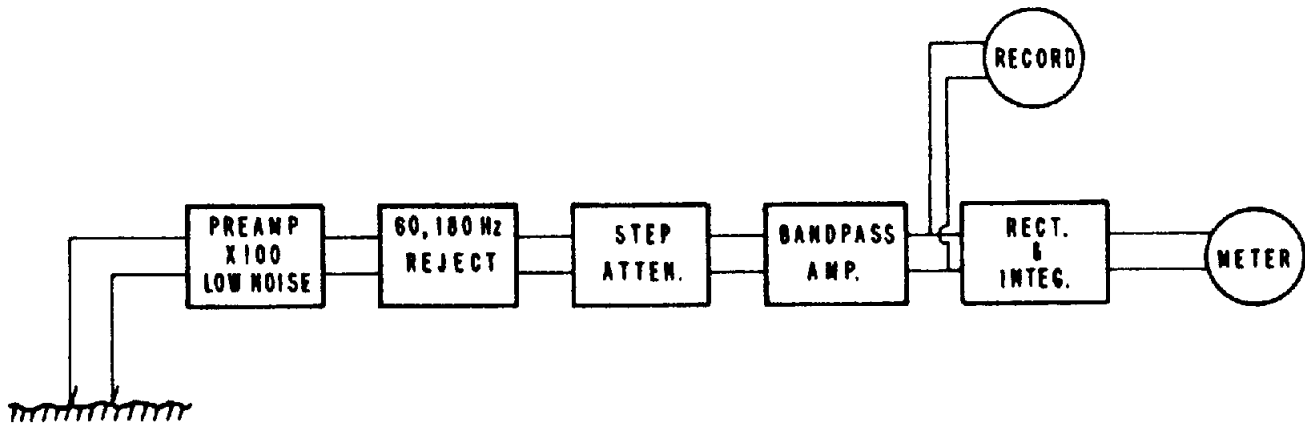 RECORD
PREAMP
X100
LOW NOISE
60, 180 Hz
REJECT
STEP
ATTEN.
BANDPASS
AMP.
RECT.
&
INTEG.
METER